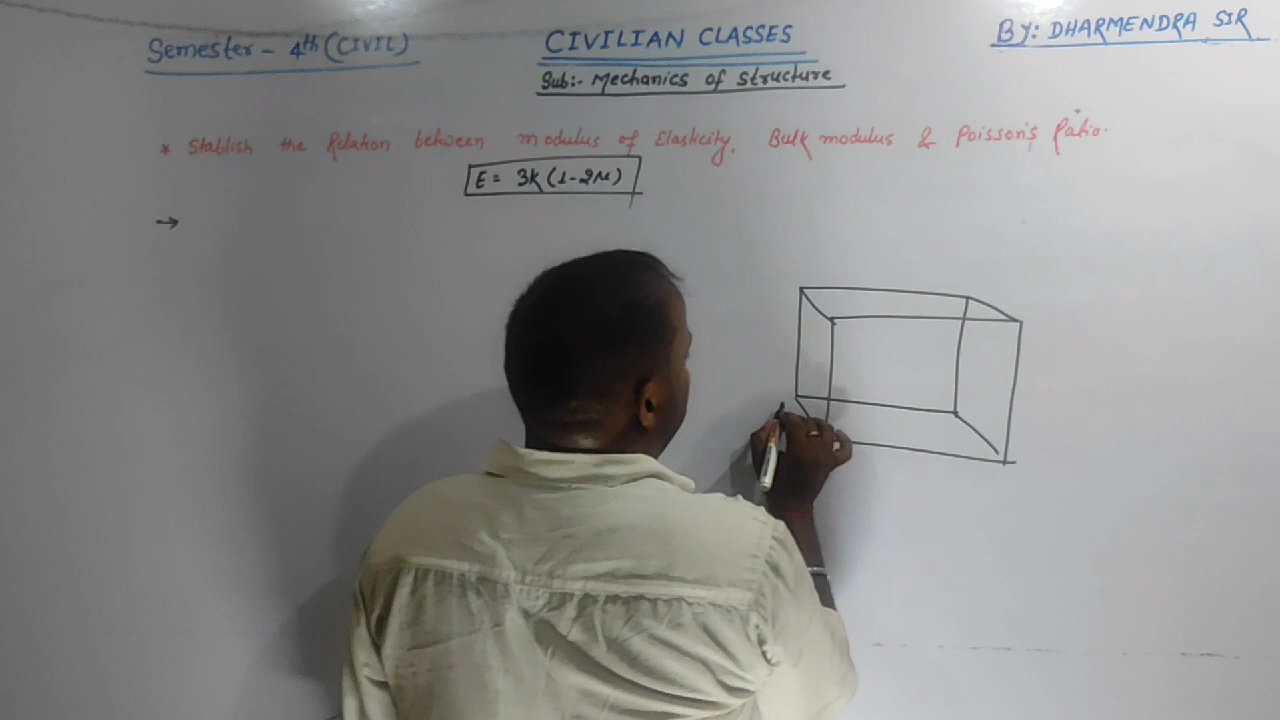 Semester - 4th (CIVIL)
CIVILIAN CLASSES
BY: DHARMENDRA SIR
Sub:- Mechanics of structure
* Stablish the Relation between modulus of Elasticity, Bulk modulus & Poisson's Ratio.
E = 3K (1-2μ)
→